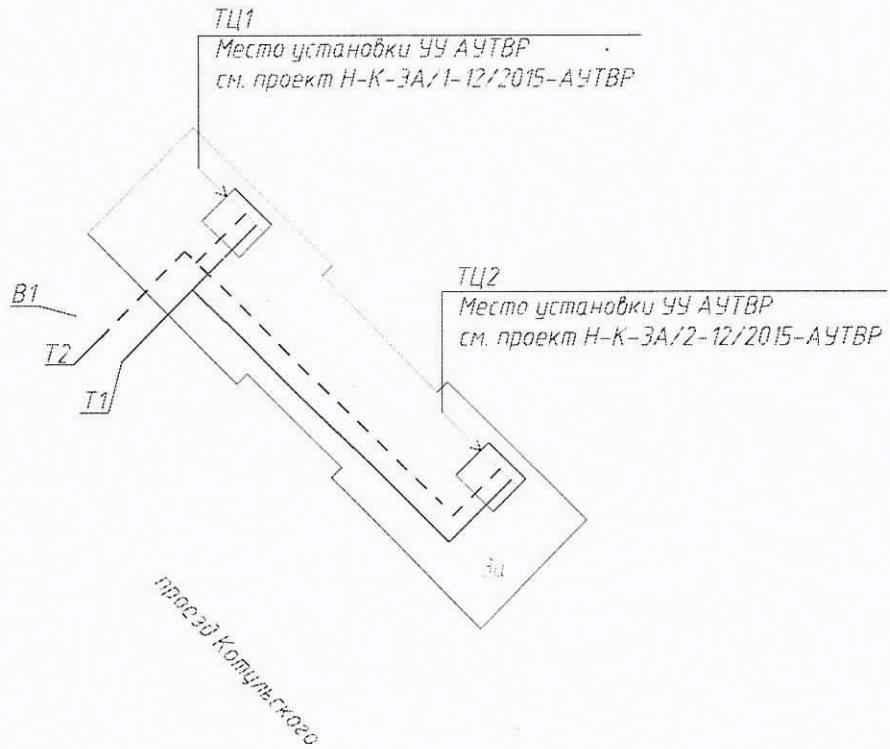 ТЦ1
Место установки УУ АУТВР
см. проект Н-К-3А/1-12/2015-АУТВР
ТЦ2
Место установки УУ АУТВР
см. проект Н-К-3А/2-12/2015-АУТВР
В1
Т2
Т1
3а
проезд Котульского